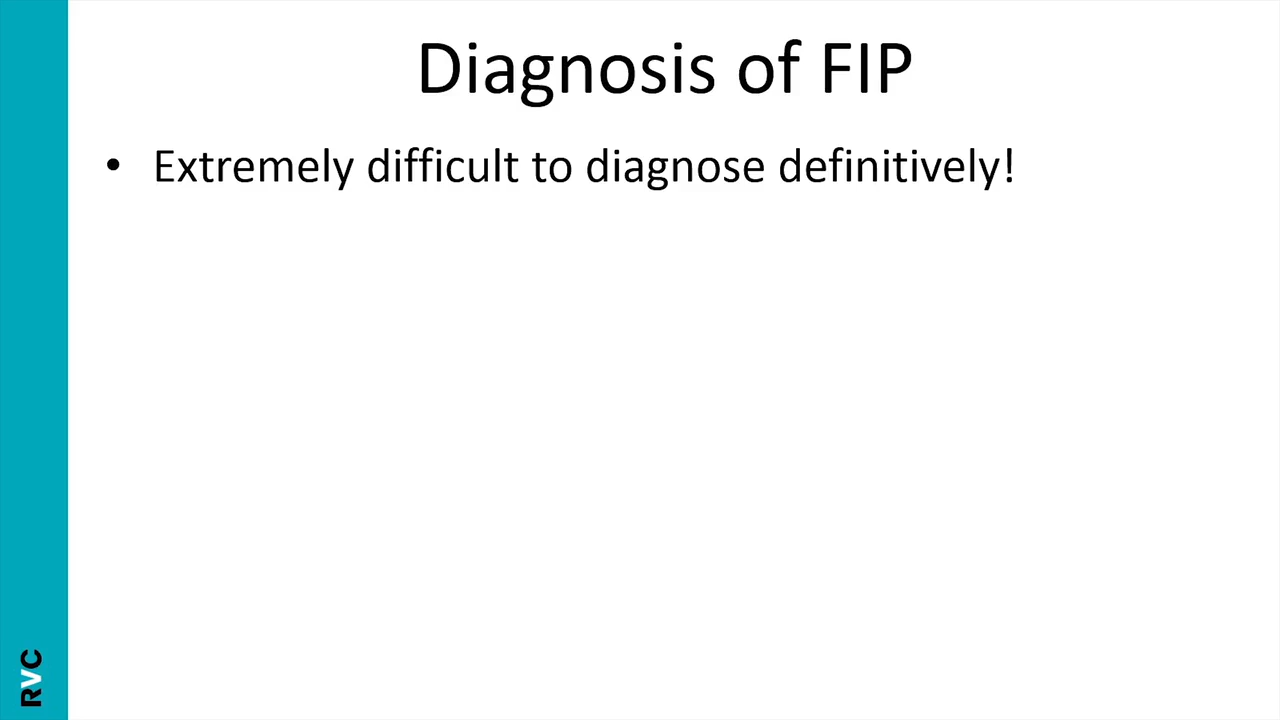 Diagnosis of FIP
• Extremely difficult to diagnose definitively!
RVC